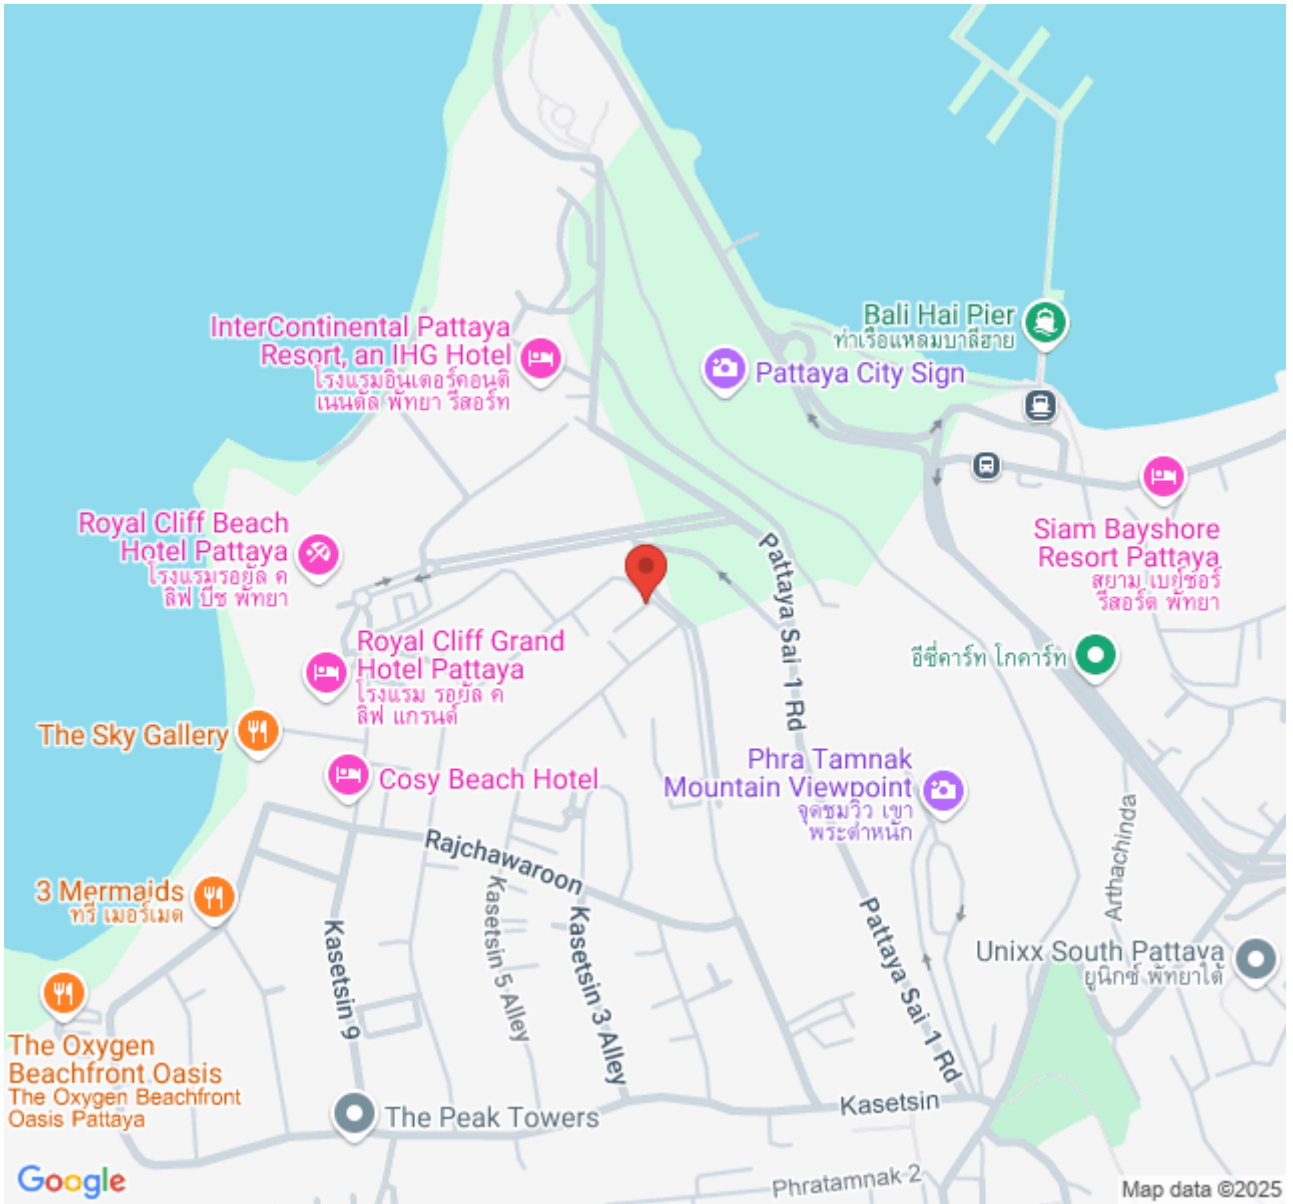 InterContinental Pattaya
Resort, an IHG Hotel
โรงแรมอินเตอร์คอนติ
เนนตัล พัทยา รีสอร์ท
Bali Hai Pier
ท่าเรือแหลมบาลีฮาย
Pattaya City Sign
Royal Cliff Beach
Hotel Pattaya
โรงแรมรอยัล ค
ลิฟ บีช พัทยา
Siam Bayshore
Resort Pattaya
สยาม เบย์ชอร์
รีสอร์ต พัทยา
Pattaya Sai 1 Rd
Royal Cliff Grand
Hotel Pattaya
โรงแรม รอยัล ค
ลิฟ แกรนด์
อีซี่คาร์ท โกคาร์ท
The Sky Gallery
Cosy Beach Hotel
Phra Tamnak
Mountain Viewpoint
จุดชมวิว เขา
พระตำหนัก
Rajchawaroon
Arthachinda
3 Mermaids
ทรี เมอร์เมด
Kasetsin 9
Kasetsin 5 Alley
Kasetsin 3 Alley
Pattaya Sai 1 Rd
Unixx South Pattaya
ยูนิกซ์ พัทยาใต้
The Oxygen
Beachfront Oasis
The Oxygen Beachfront
Oasis Pattaya
The Peak Towers
Kasetsin
Phratamnak 2
Google
Map data ©2025